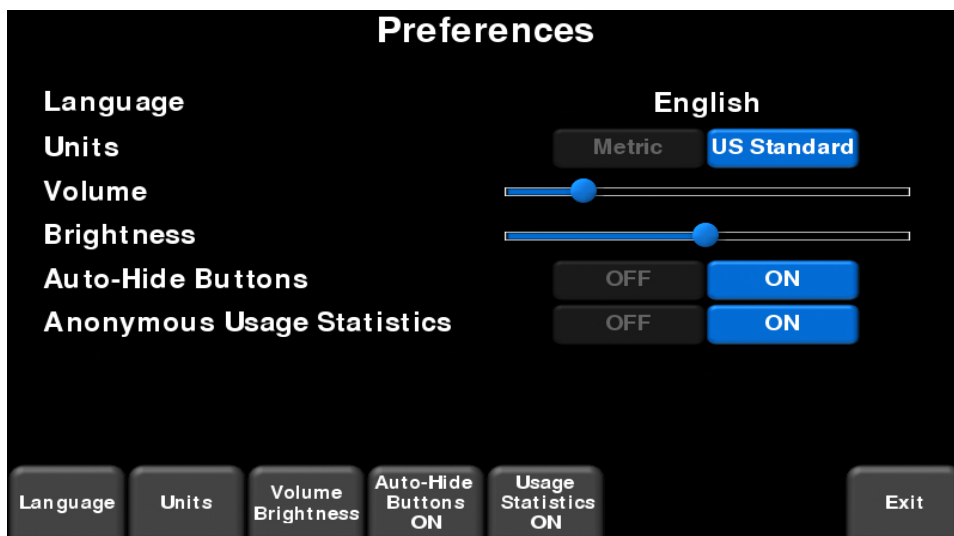 Preferences
Language English
Units Metric US Standard
Volume
Brightness
Auto-Hide Buttons OFF ON
Anonymous Usage Statistics OFF ON
Language
Units
Volume
Brightness
Auto-Hide
Buttons
ON
Usage
Statistics
ON
Exit